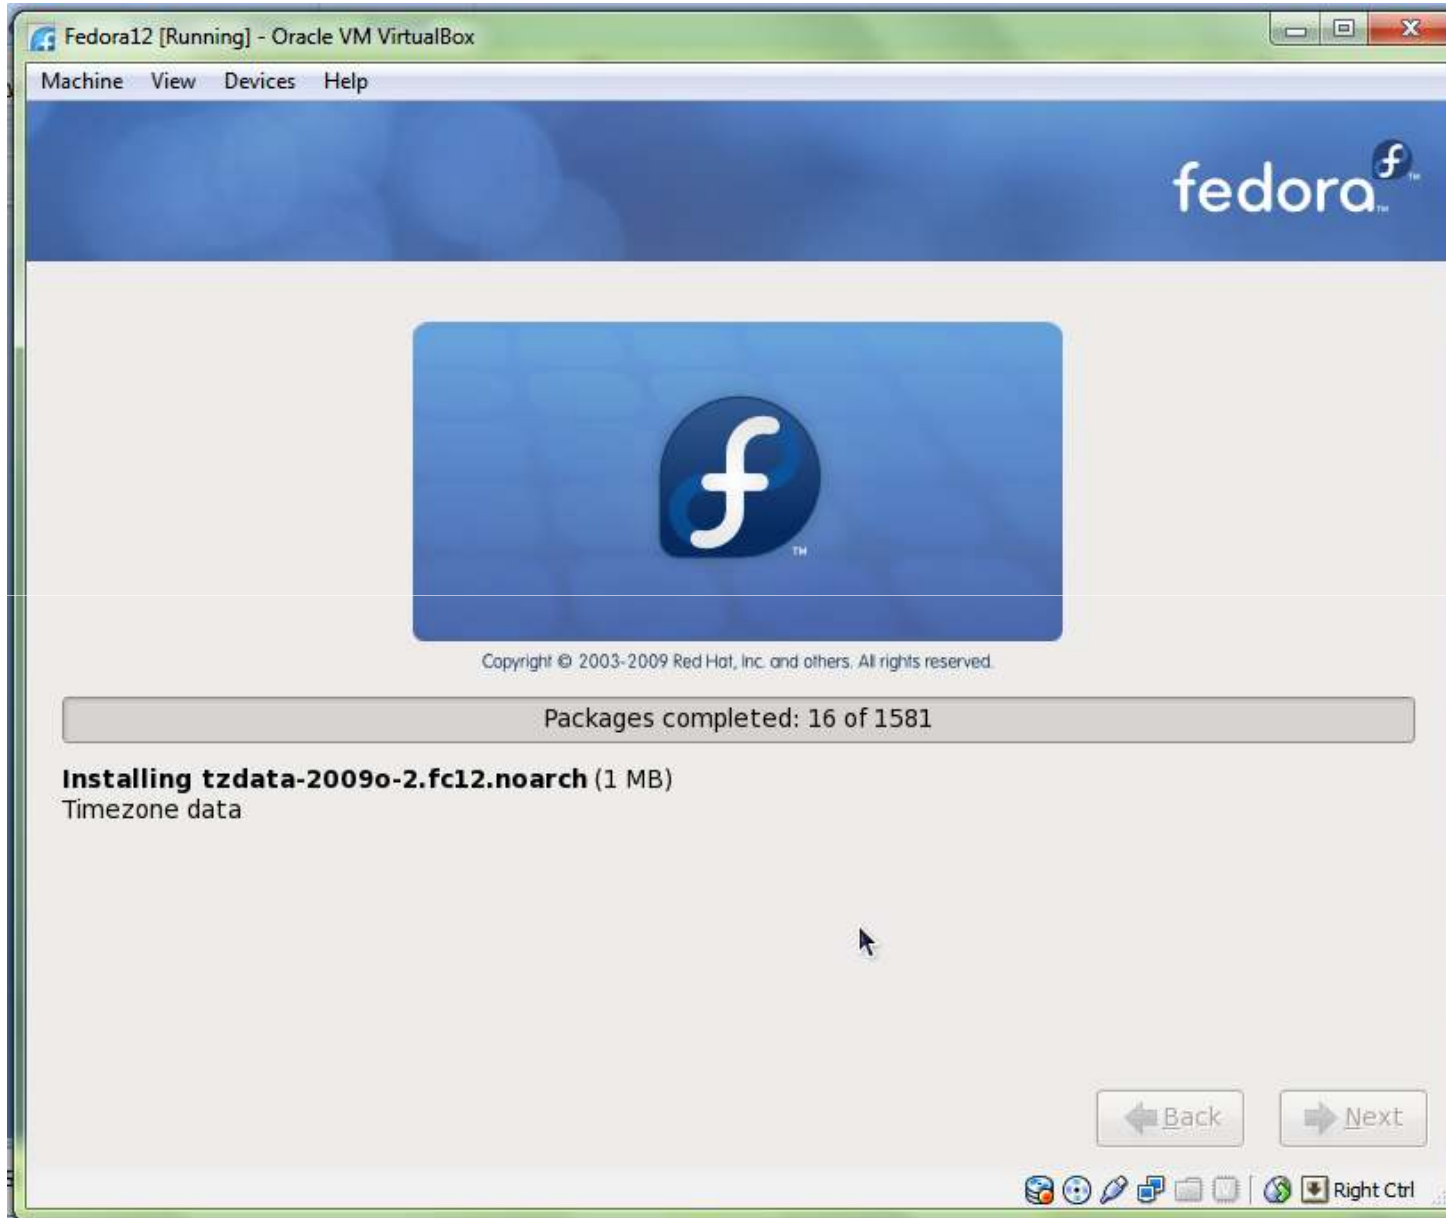 Fedora12 [Running] - Oracle VM VirtualBox
Machine View Devices Help
fedora™
TM
Copyright © 2003-2009 Red Hat, Inc. and others. All rights reserved.
Packages completed: 16 of 1581
Installing tzdata-2009o-2.fc12.noarch (1 MB)
Timezone data
Back
Next
Right Ctrl